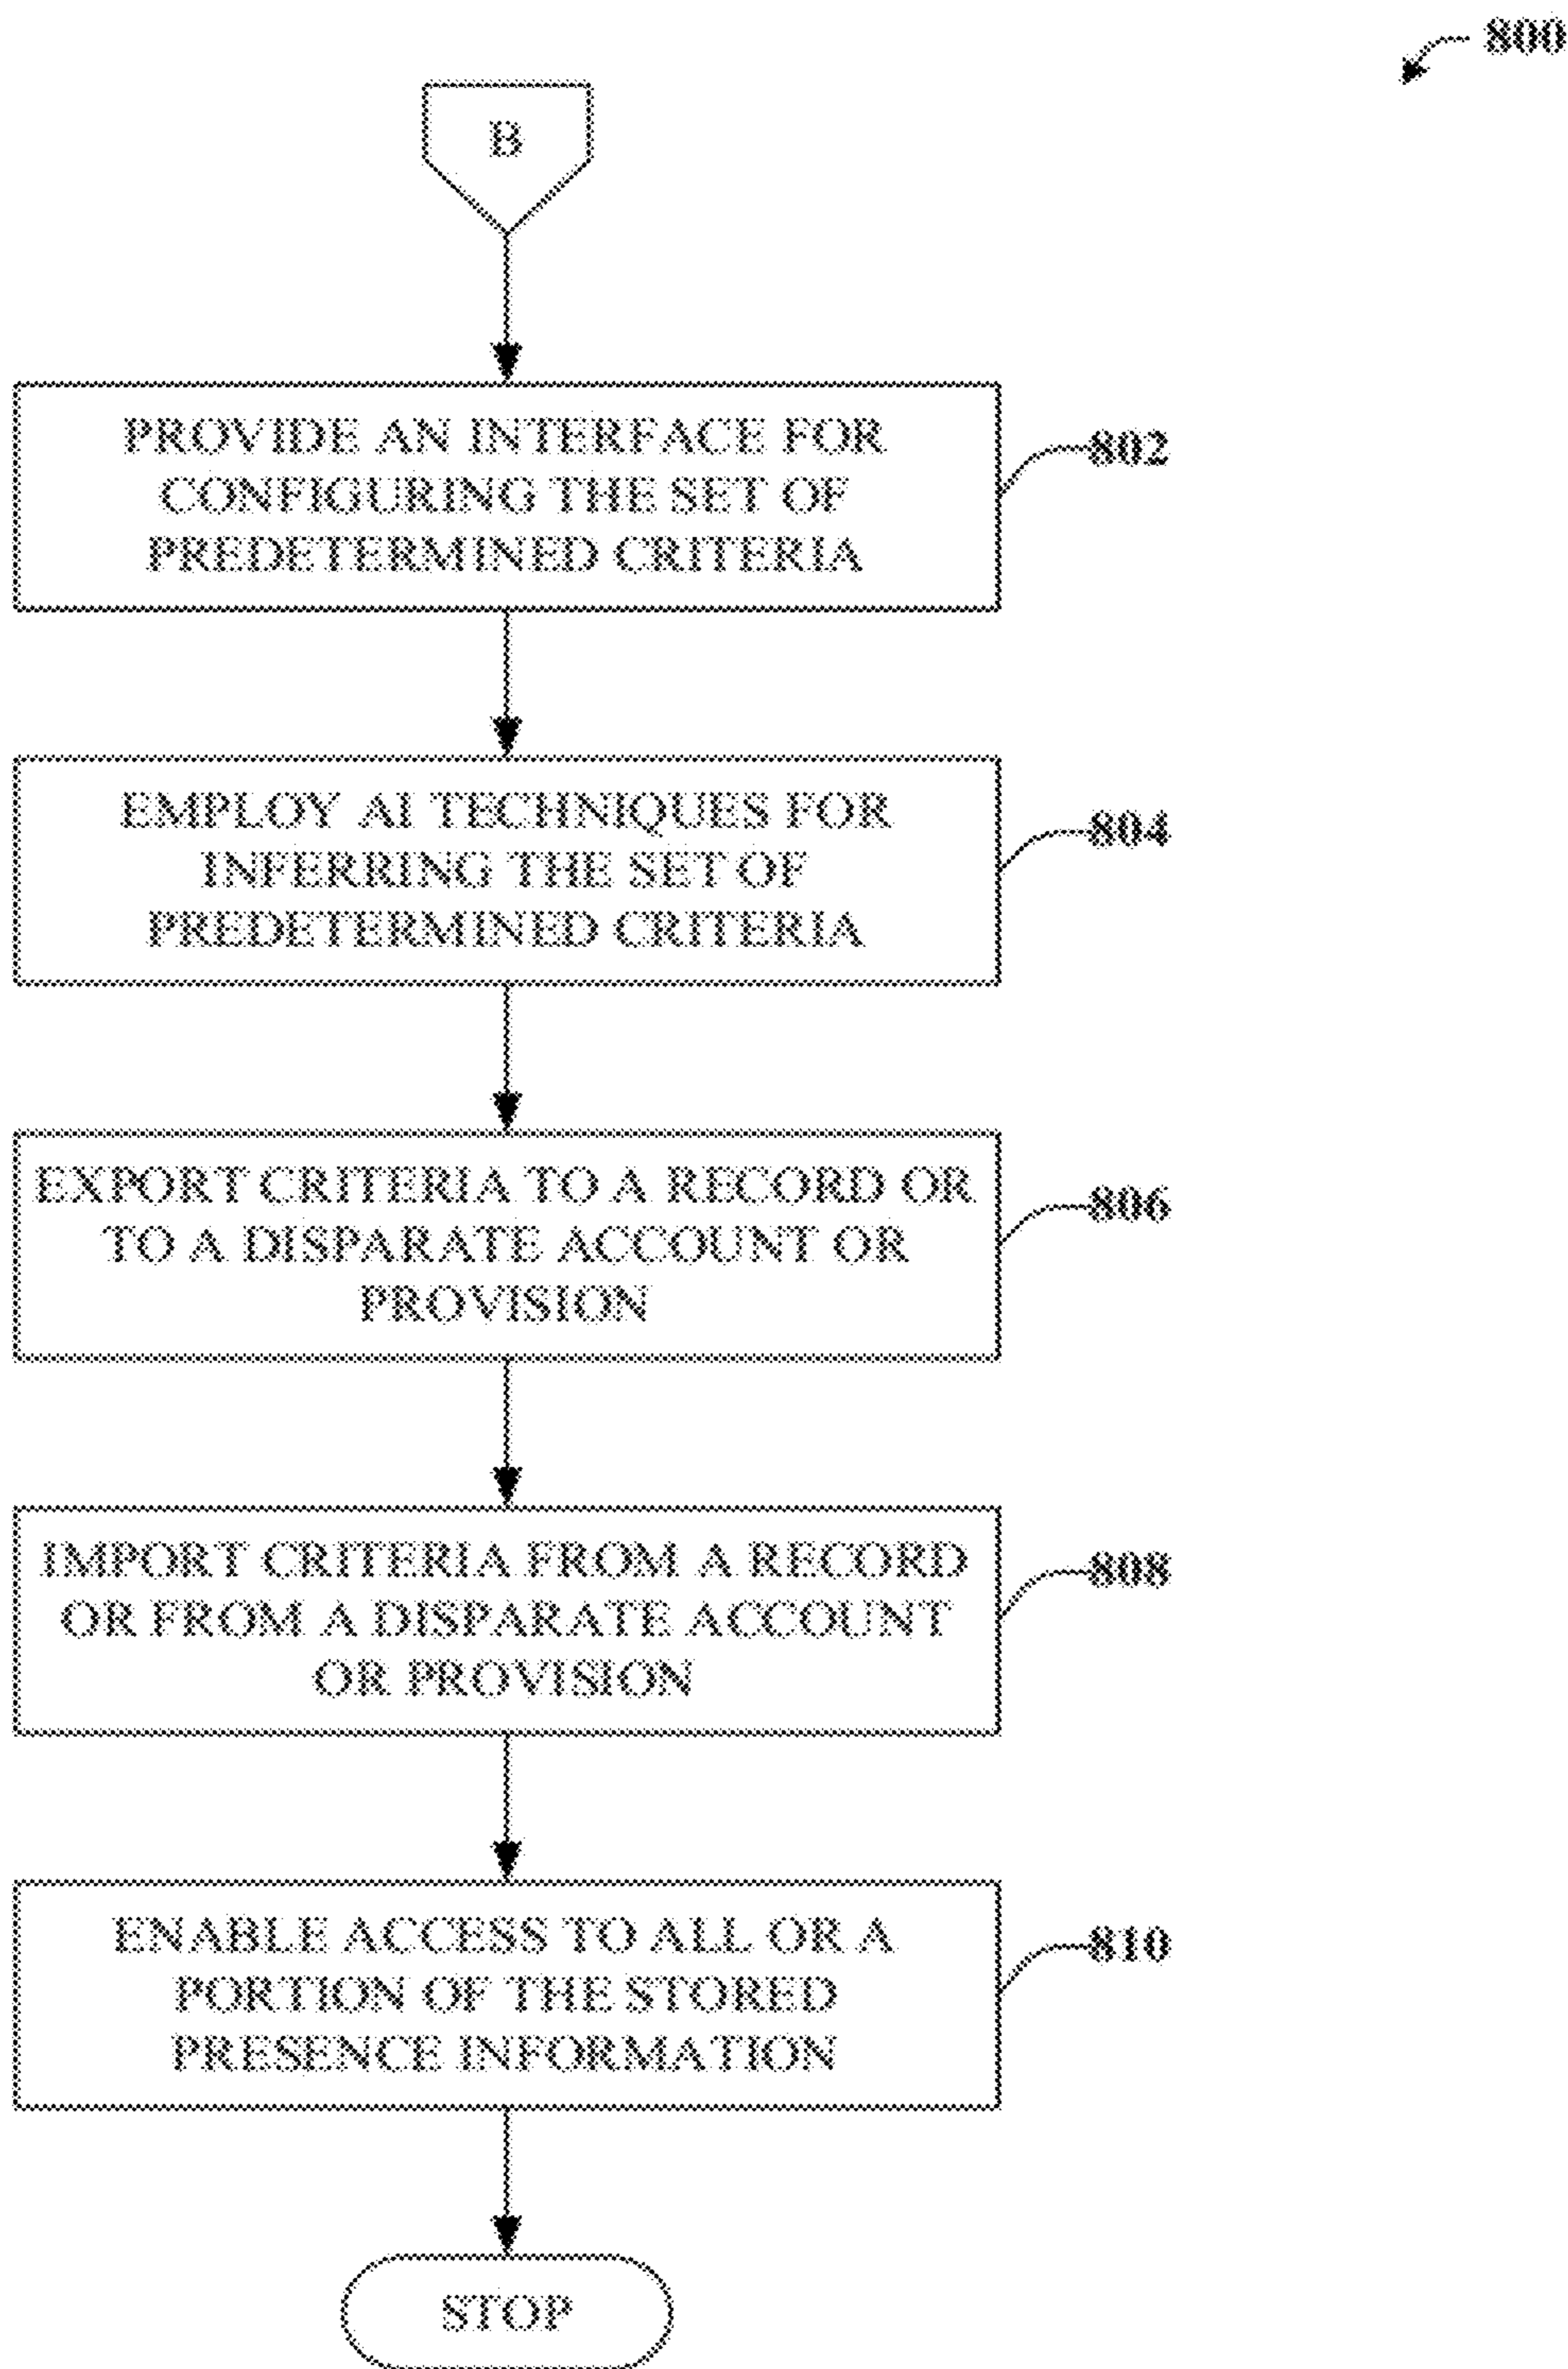 800
B
PROVIDE AN INTERFACE FOR
CONFIGURING THE SET OF
PREDETERMINED CRITERIA
802
EMPLOY AI TECHNIQUES FOR
INFERRING THE SET OF
PREDETERMINED CRITERIA
804
EXPORT CRITERIA TO A RECORD OR
TO A DISPARATE ACCOUNT OR
PROVISION
806
IMPORT CRITERIA FROM A RECORD
OR FROM A DISPARATE ACCOUNT
OR PROVISION
808
ENABLE ACCESS TO ALL OR A
PORTION OF THE STORED
PRESENCE INFORMATION
810
STOP